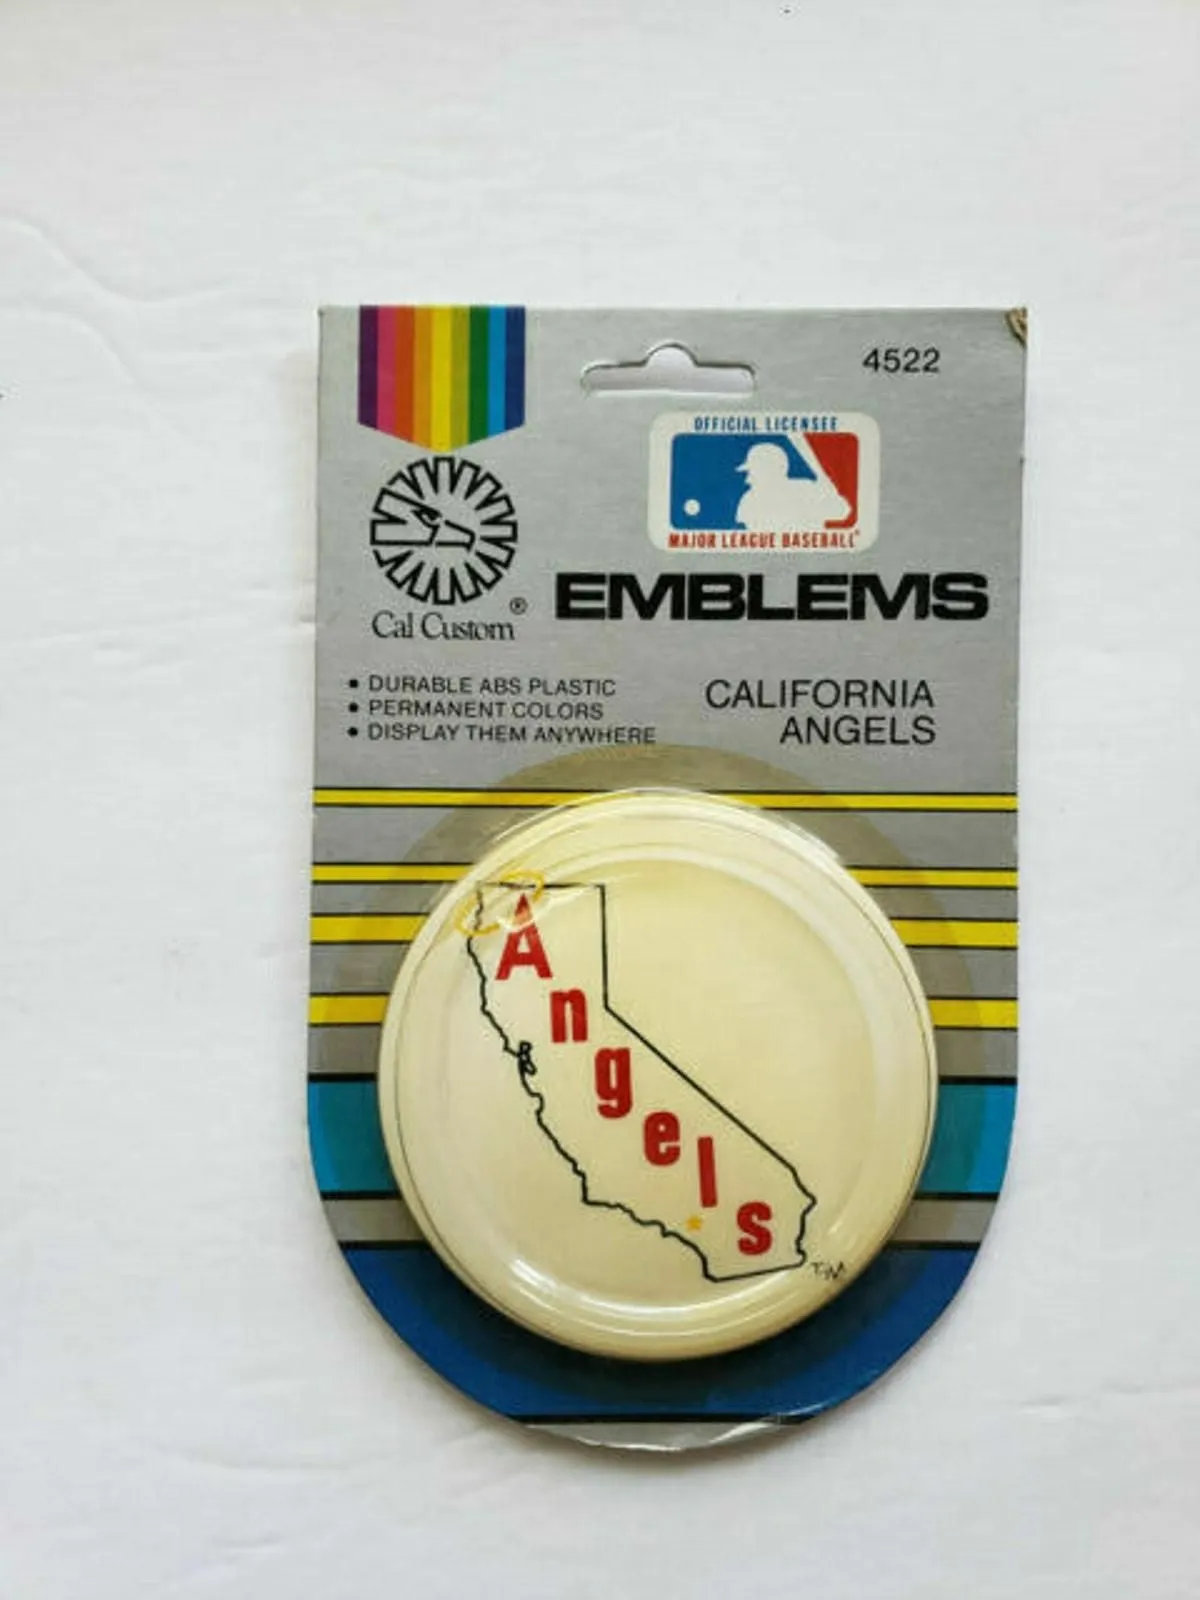 4522
OFFICIAL LICENSEE
MAJOR LEAGUE BASEBALL
Cal Custom®
EMBLEMS
• DURABLE ABS PLASTIC
• PERMANENT COLORS
• DISPLAY THEM ANYWHERE
CALIFORNIA
ANGELS
Angels